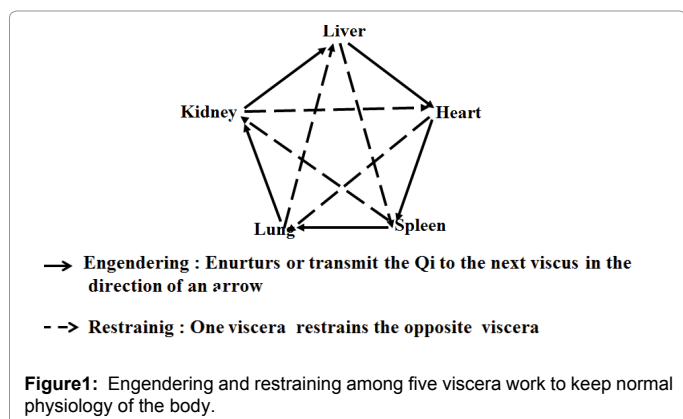 Liver
Kidney
Heart
Lung
Spleen
Engendering : Enurturs or transmit the Qi to the next viscus in the
direction of an arrow
Restrainig : One viscera restrains the opposite viscera
Figure1: Engendering and restraining among five viscera work to keep normal
physiology of the body.